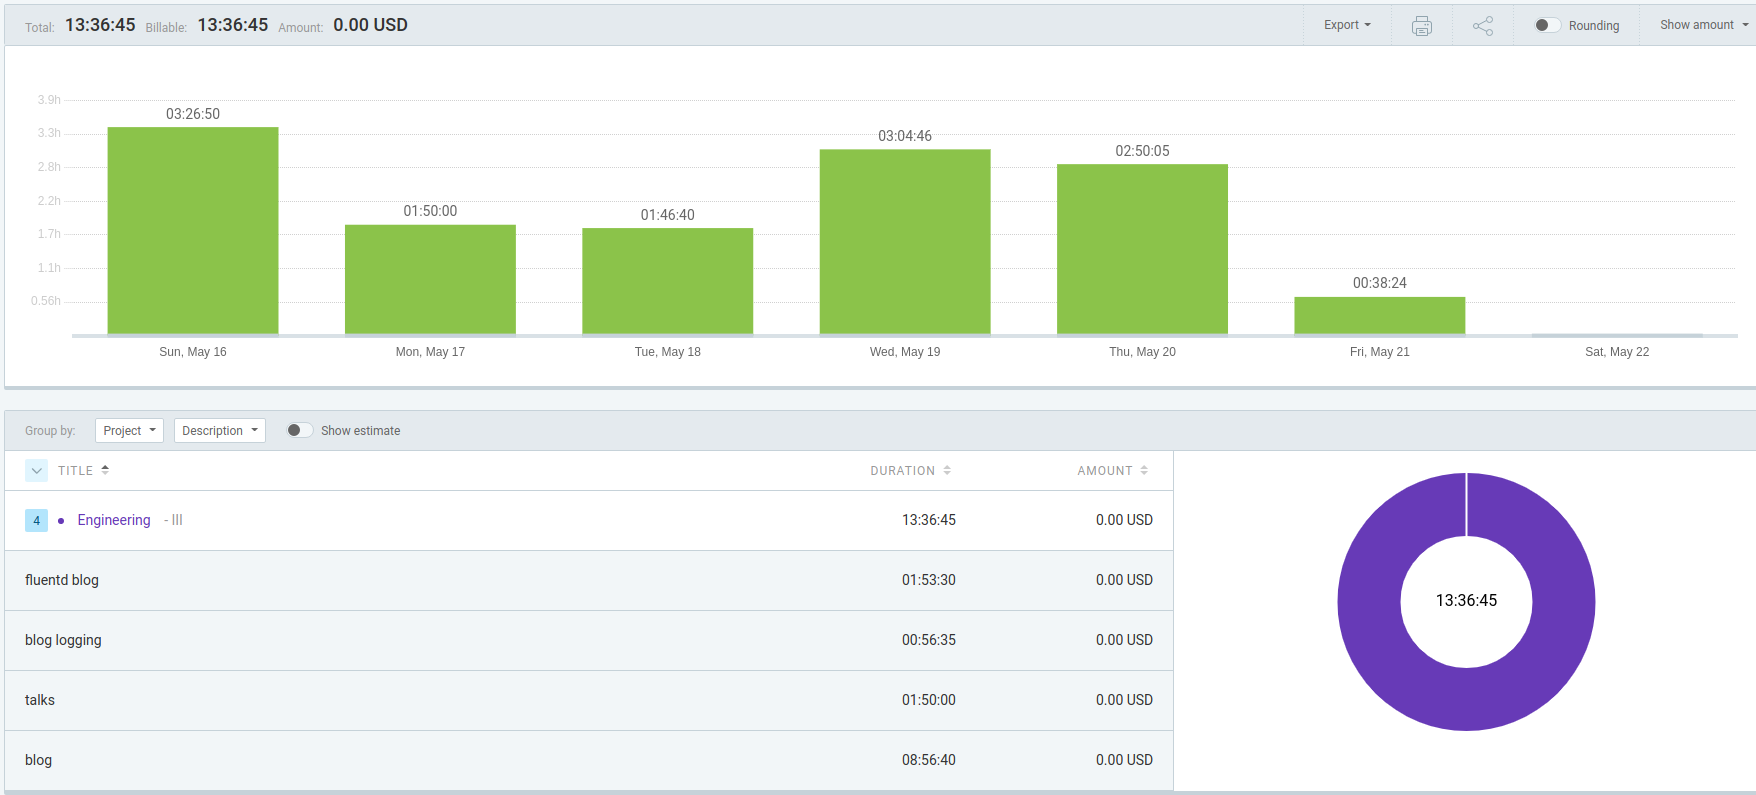 Total: 13:36:45 Billable: 13:36:45 Amount: 0.00 USD Export Rounding Show amount
3.9h
3.3h
2.8h
2.2h
1.7h
1.1h
0.56h
03:26:50
01:50:00
01:46:40
03:04:46
02:50:05
00:38:24
Sun, May 16 Mon, May 17 Tue, May 18 Wed, May 19 Thu, May 20 Fri, May 21 Sat, May 22
Group by: Project Description Show estimate
TITLE DURATION AMOUNT
4 • Engineering - III 13:36:45 0.00 USD
fluentd blog 01:53:30 0.00 USD
blog logging 00:56:35 0.00 USD
talks 01:50:00 0.00 USD
blog 08:56:40 0.00 USD
13:36:45